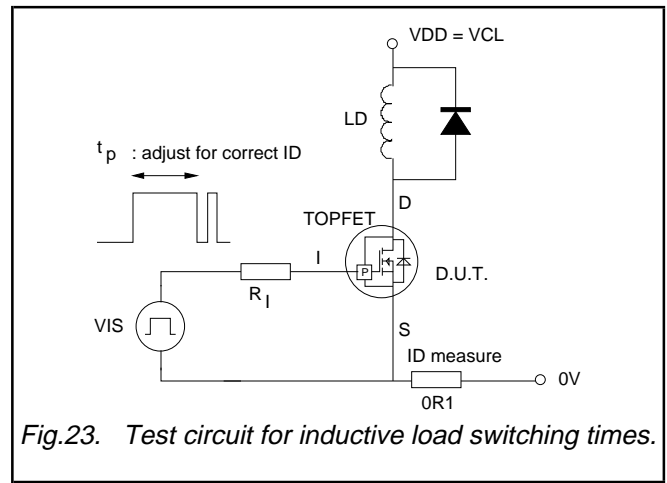 VDD = VCL
LD
t p : adjust for correct ID
D
TOPFET
I
P
D.U.T.
R I
VIS
S
ID measure
0V
0R1
Fig.23. Test circuit for inductive load switching times.